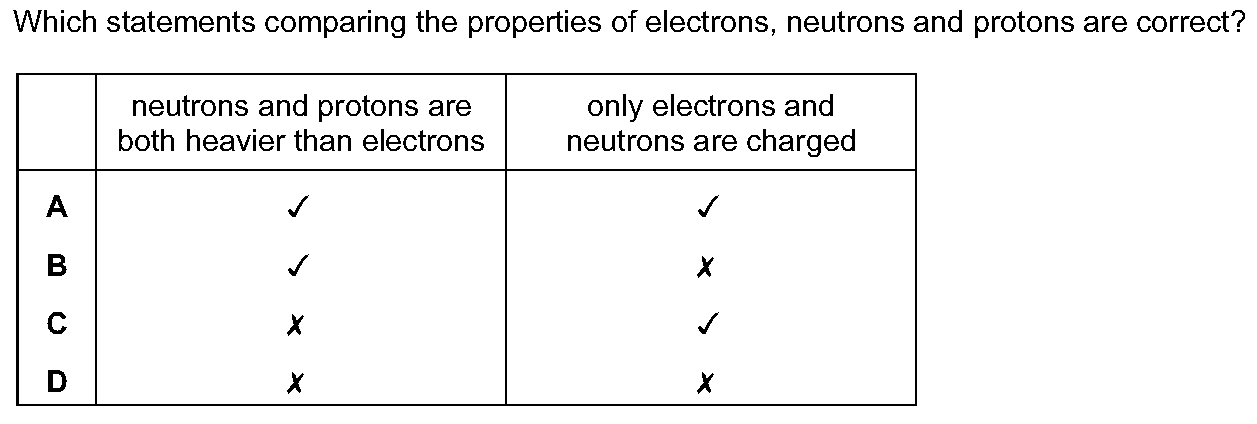 Which statements comparing the properties of electrons, neutrons and protons are correct?
neutrons and protons are
both heavier than electrons
only electrons and
neutrons are charged
A ✓ ✓
B ✓ ✗
C ✗ ✓
D ✗ ✗